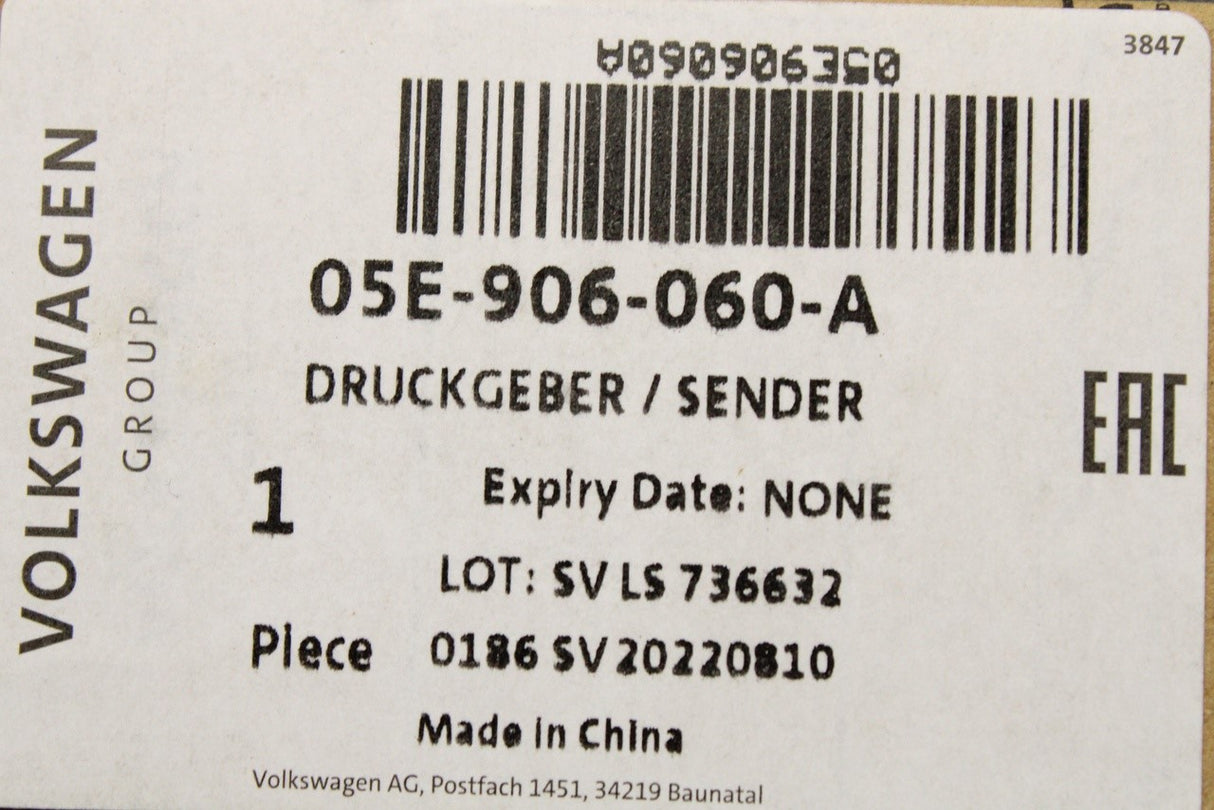 3847
05E906060A
05E-906-060-A
DRUCKGEBER / SENDER
EAC
1
Expiry Date: NONE
LOT: SV LS 736632
Piece 0186 SV 20220810
Made in China
Volkswagen AG, Postfach 1451, 34219 Baunatal
VOLKSWAGEN
GROUP